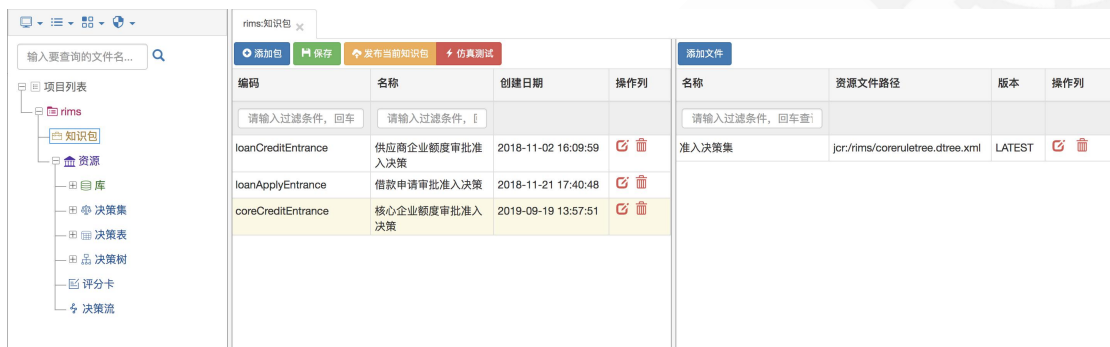 rims:知识包
输入要查询的文件名...
添加包 保存 发布当前知识包 仿真测试
添加文件
项目列表
rims
知识包
资源
库
决策集
决策表
决策树
评分卡
决策流
编码 名称 创建日期 操作列
请输入过滤条件，回车 请输入过滤条件，
loanCreditEntrance 供应商企业额度审批准入决策 2018-11-02 16:09:59
loanApplyEntrance 借款申请审批准入决策 2018-11-21 17:40:48
coreCreditEntrance 核心企业额度审批准入决策 2019-09-19 13:57:51
名称 资源文件路径 版本 操作列
请输入过滤条件，回车查
准入决策集 jcr:/rims/coreruletree.dtree.xml LATEST